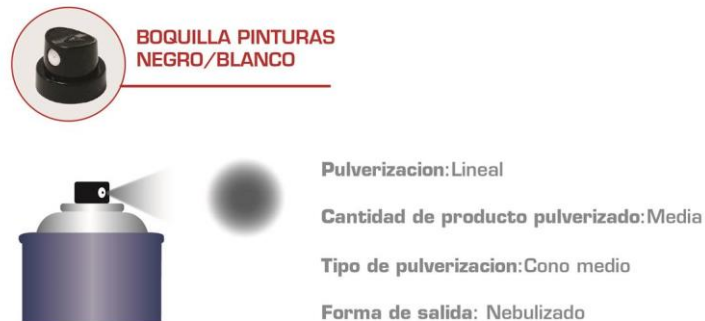 BOQUILLA PINTURAS
NEGRO/BLANCO
Pulverizacion:Lineal
Cantidad de producto pulverizado:Media
Tipo de pulverizacion:Cono medio
Forma de salida: Nebulizado